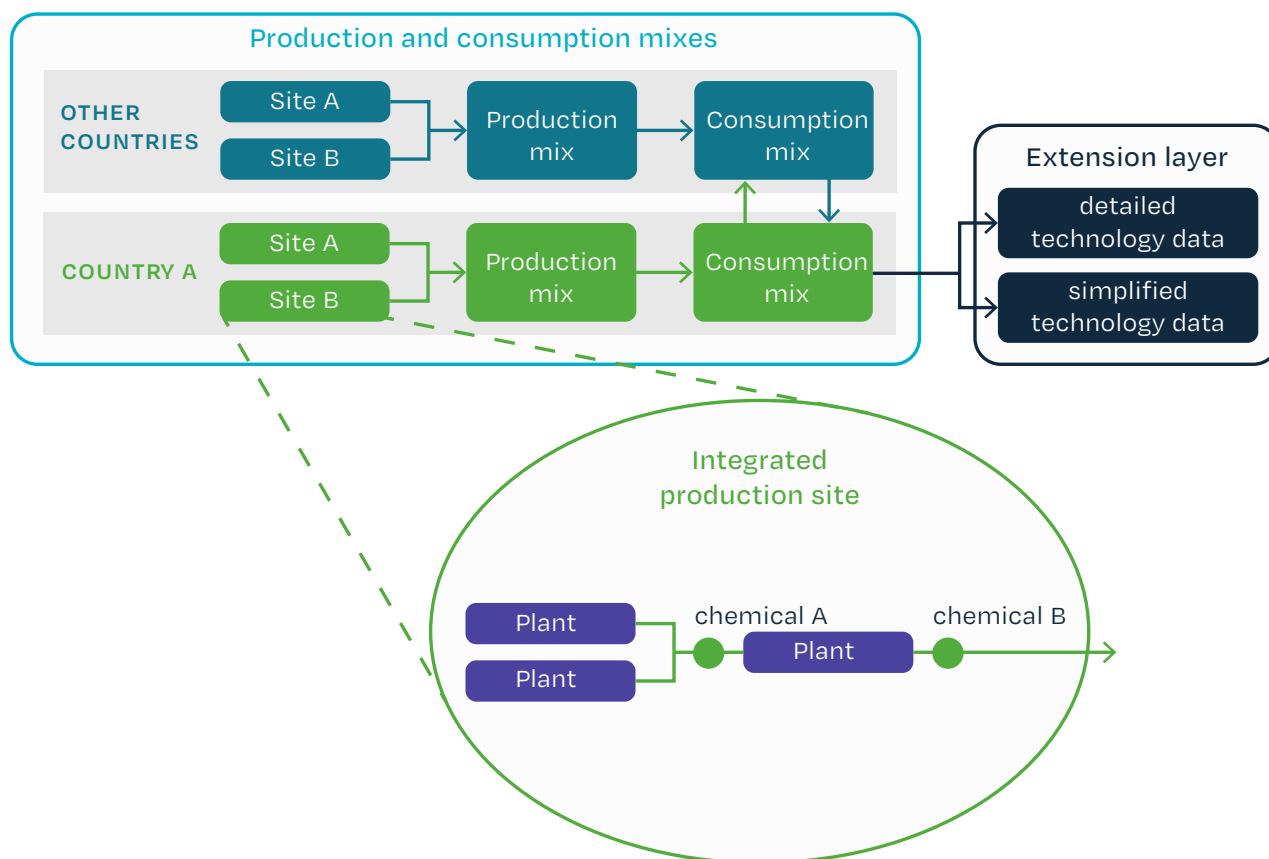 Production and consumption mixes
OTHER
COUNTRIES
Site A
Site B
Production
mix
Consumption
mix
COUNTRY A
Site A
Site B
Production
mix
Consumption
mix
Extension layer
detailed
technology data
simplified
technology data
Integrated
production site
Plant
Plant
chemical A
Plant
chemical B